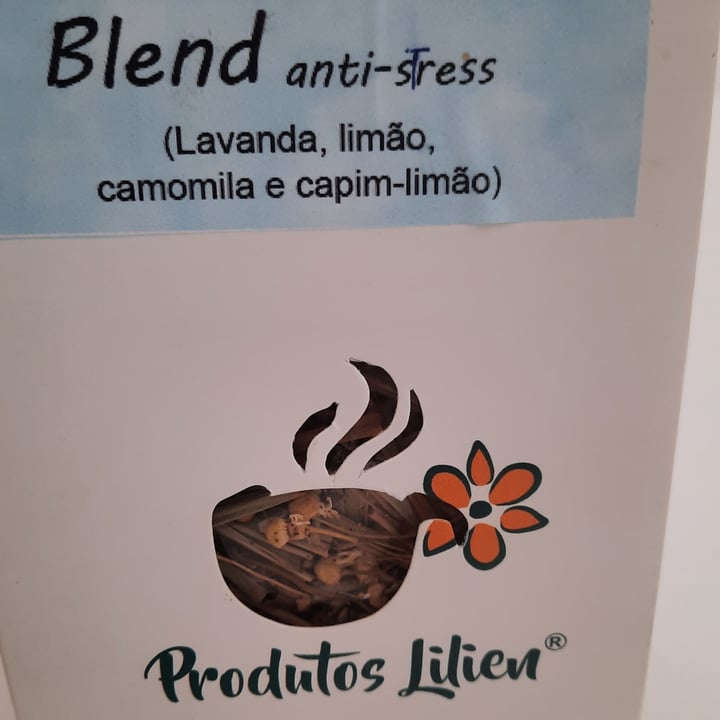 Blend anti-sTress
(Lavanda, limão,
camomila e capim-limão)
Produtos Lilien®